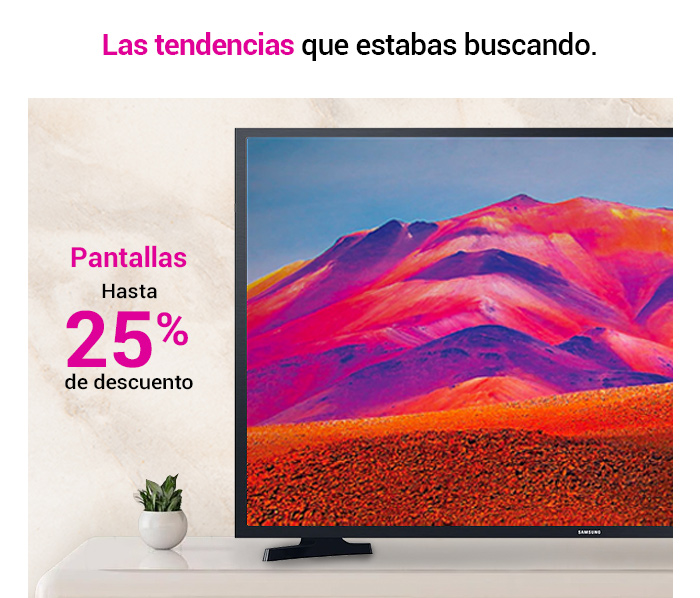 Las tendencias que estabas buscando.
Pantallas
Hasta
25%
de descuento
SAMSUNG